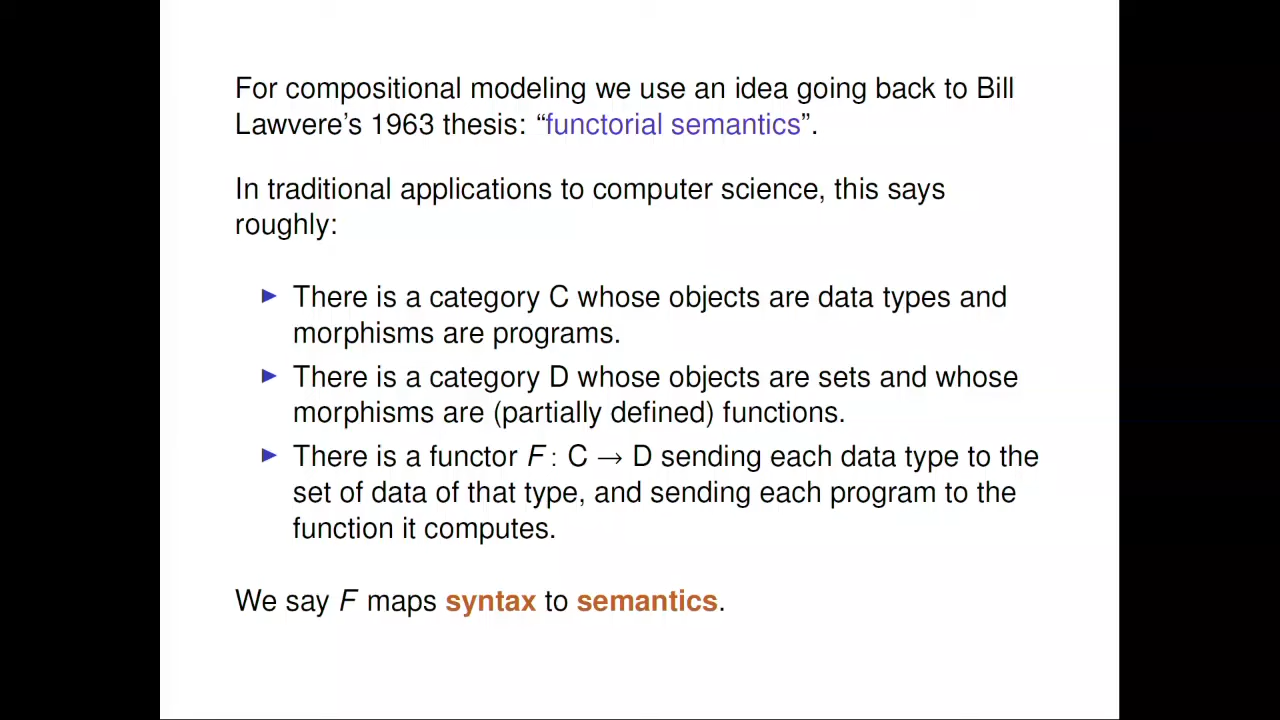 For compositional modeling we use an idea going back to Bill
Lawvere's 1963 thesis: “functorial semantics”.
In traditional applications to computer science, this says
roughly:
▶ There is a category C whose objects are data types and
morphisms are programs.
▶ There is a category D whose objects are sets and whose
morphisms are (partially defined) functions.
▶ There is a functor F: C → D sending each data type to the
set of data of that type, and sending each program to the
function it computes.
We say F maps syntax to semantics.